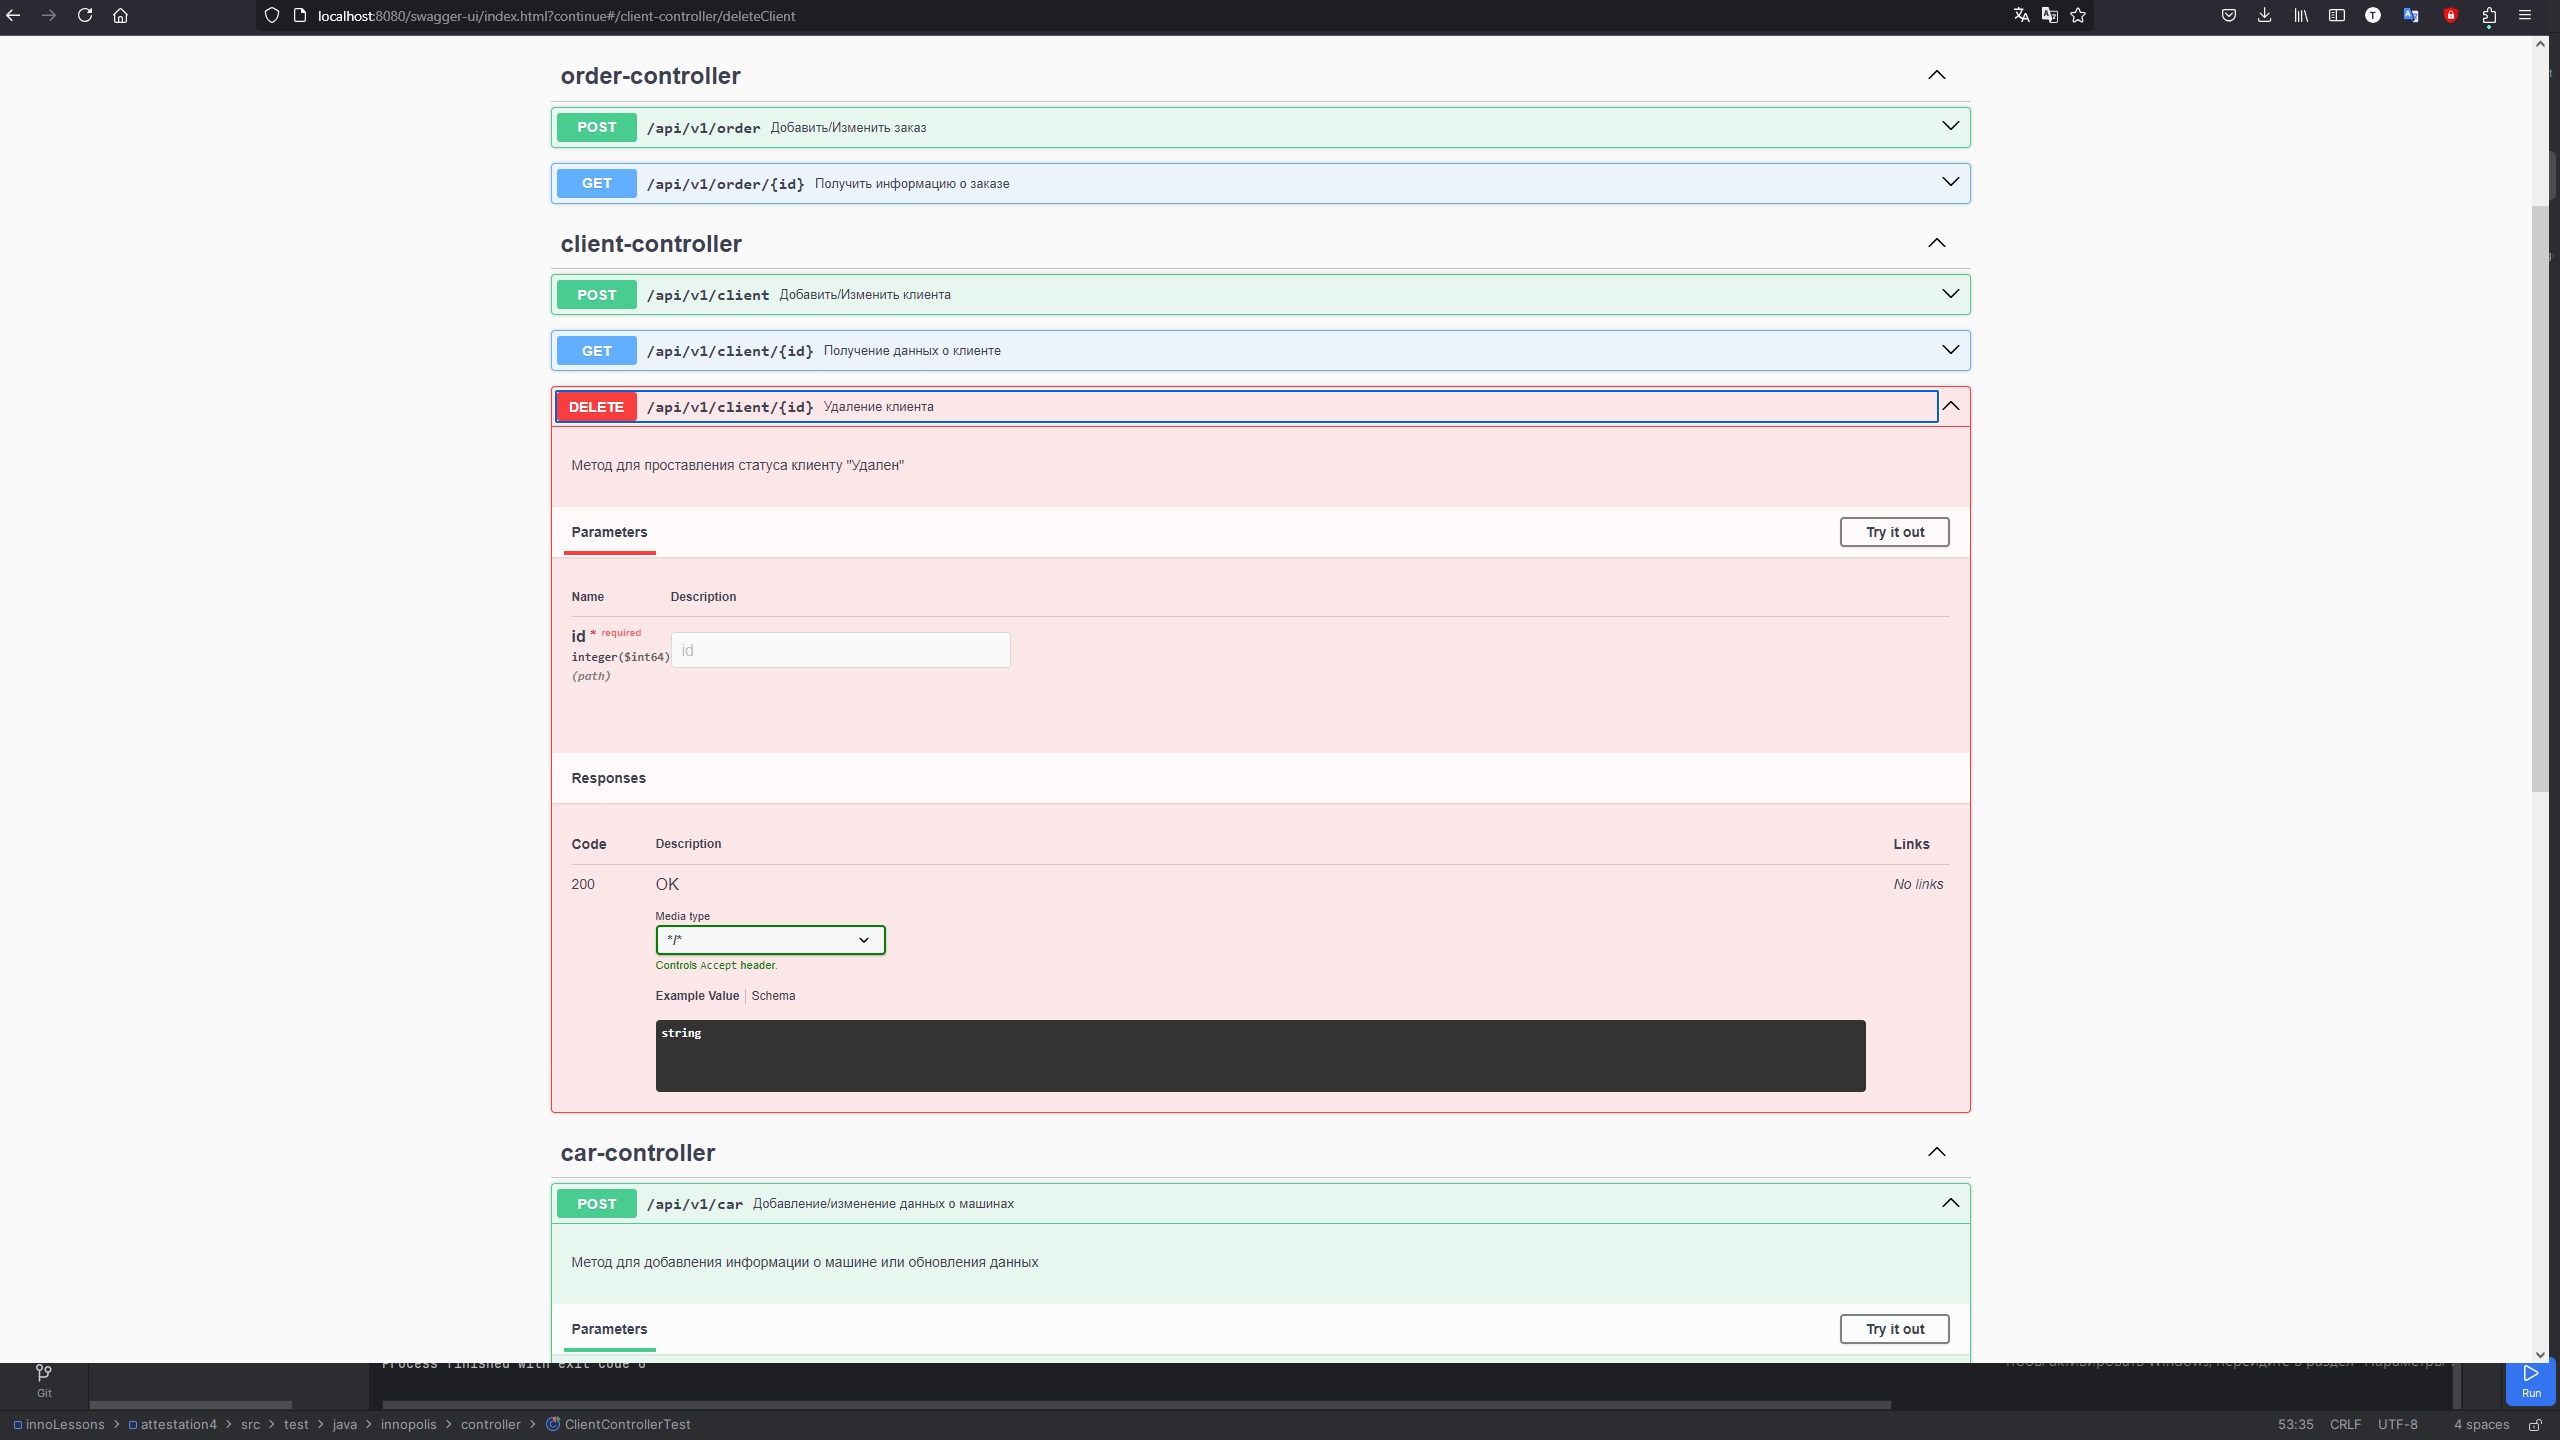 localhost:8080/swagger-ui/index.html?continue#/client-controller/deleteClient
order-controller
POST /api/v1/order Добавить/Изменить заказ
GET /api/v1/order/{id} Получить информацию о заказе
client-controller
POST /api/v1/client Добавить/Изменить клиента
GET /api/v1/client/{id} Получение данных о клиенте
DELETE /api/v1/client/{id} Удаление клиента
Метод для проставления статуса клиенту "Удален"
Parameters Try it out
Name Description
id * required
integer($int64) id
(path)
Responses
Code Description Links
200 OK No links
Media type
*/*
Controls Accept header.
Example Value Schema
string
car-controller
POST /api/v1/car Добавление/изменение данных о машинах
Метод для добавления информации о машине или обновления данных
Parameters Try it out
Process finished with exit code 0
Git Run
innoLessons > attestation4 > src > test > java > innopolis > controller > ClientControllerTest 53:35 CRLF UTF-8 4 spaces